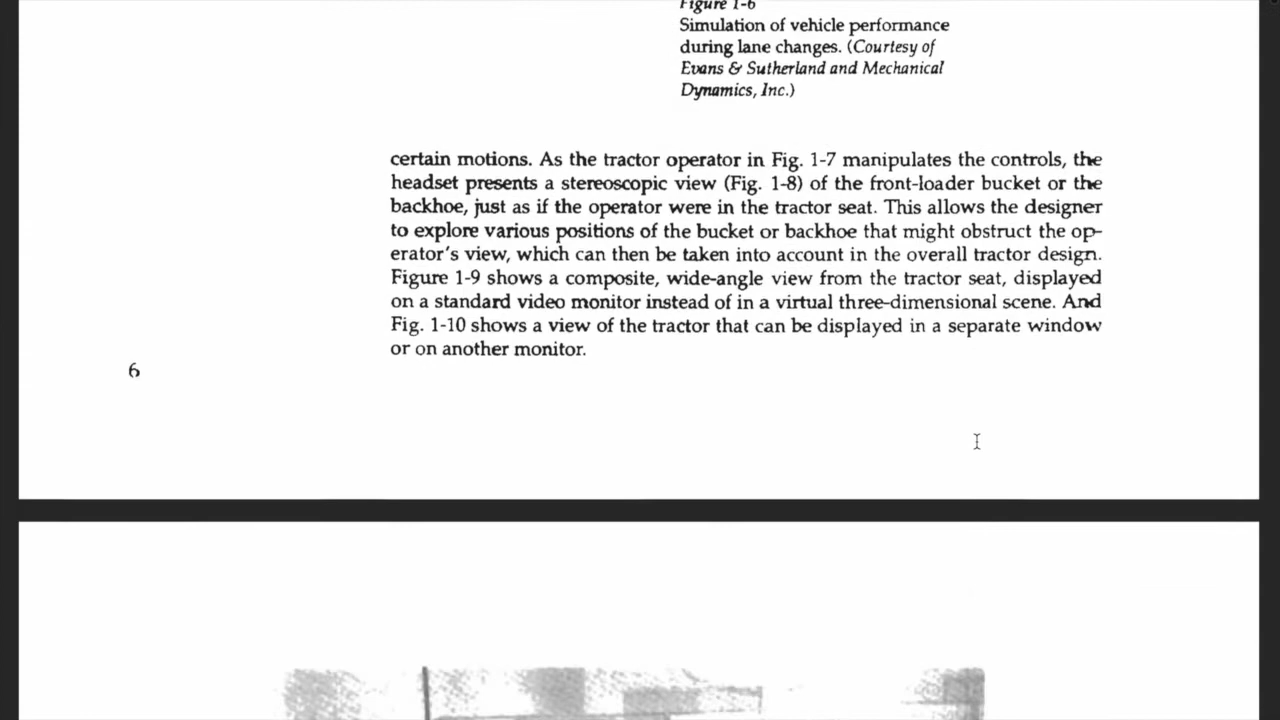 Figure 1-6
Simulation of vehicle performance
during lane changes. (Courtesy of
Evans & Sutherland and Mechanical
Dynamics, Inc.)
certain motions. As the tractor operator in Fig. 1-7 manipulates the controls, the
headset presents a stereoscopic view (Fig. 1-8) of the front-loader bucket or the
backhoe, just as if the operator were in the tractor seat. This allows the designer
to explore various positions of the bucket or backhoe that might obstruct the op-
erator's view, which can then be taken into account in the overall tractor design.
Figure 1-9 shows a composite, wide-angle view from the tractor seat, displayed
on a standard video monitor instead of in a virtual three-dimensional scene. And
Fig. 1-10 shows a view of the tractor that can be displayed in a separate window
or on another monitor.
6